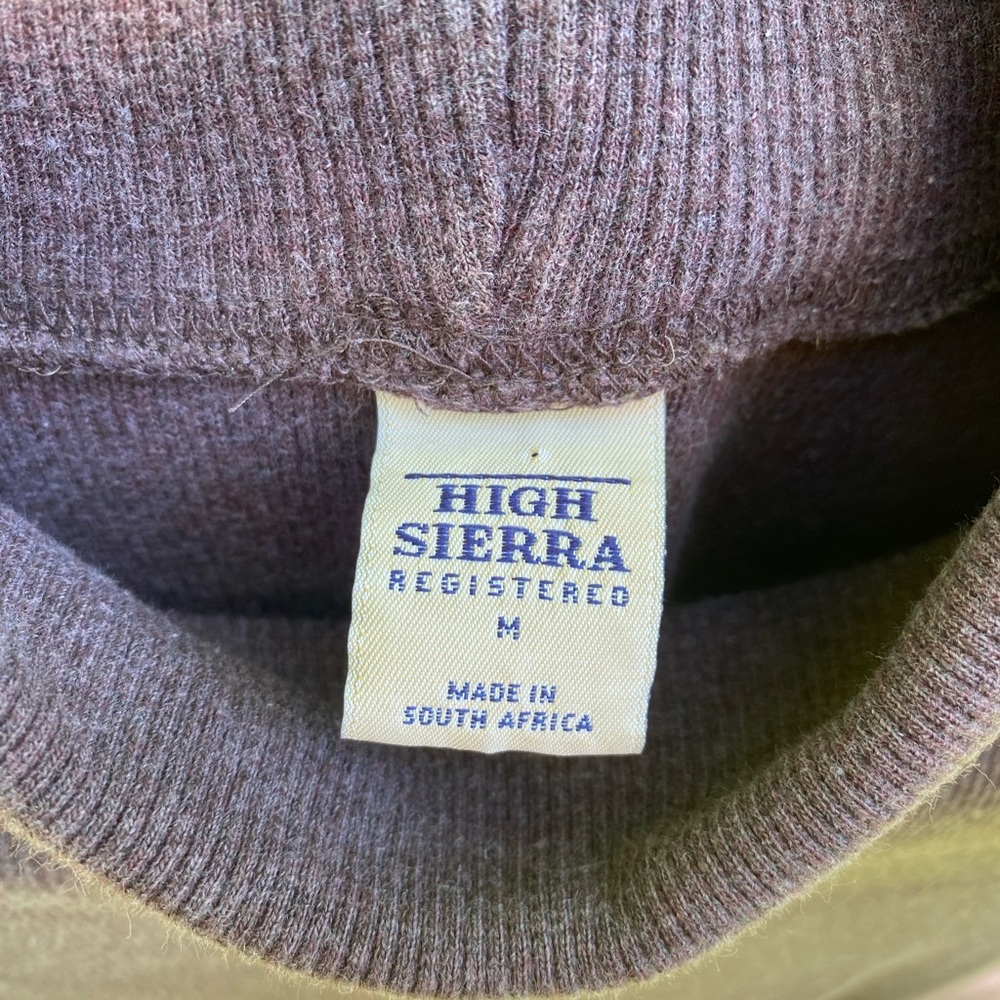 HIGH
SIERRA
REGISTERED
M
MADE IN
SOUTH AFRICA